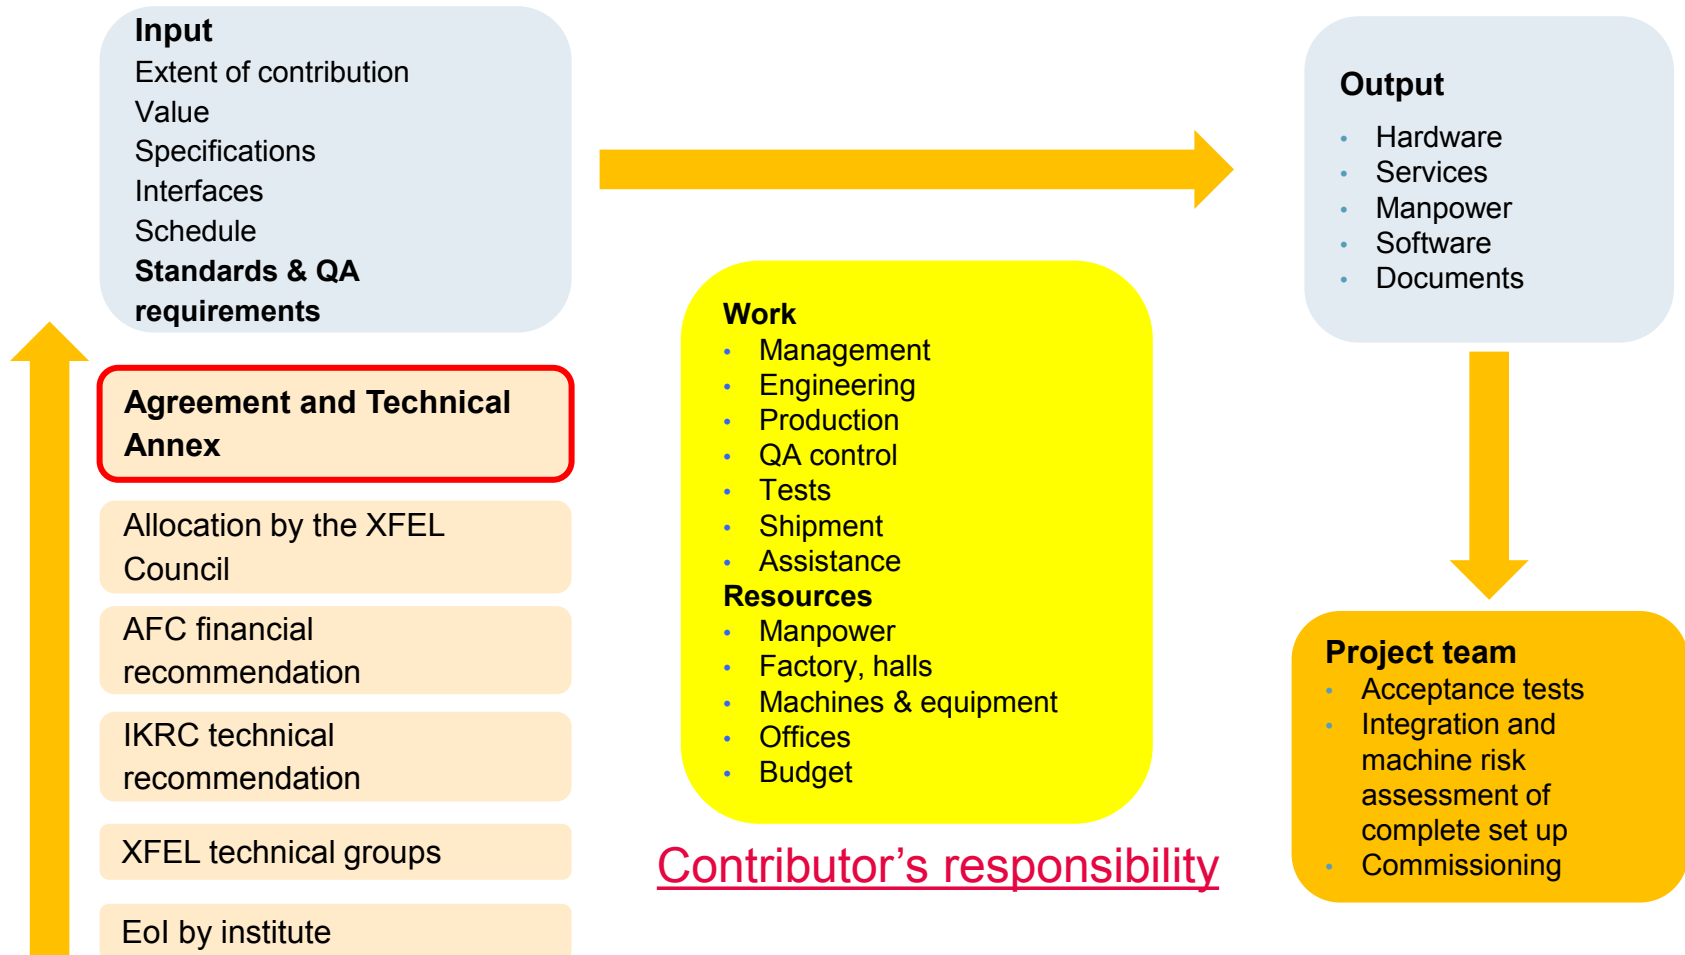 Input
Extent of contribution
Value
Specifications
Interfaces
Schedule
Standards & QA
requirements
Agreement and Technical
Annex
Allocation by the XFEL
Council
AFC financial
recommendation
IKRC technical
recommendation
XFEL technical groups
EoI by institute
Work
• Management
• Engineering
• Production
• QA control
• Tests
• Shipment
• Assistance
Resources
• Manpower
• Factory, halls
• Machines & equipment
• Offices
• Budget
Contributor’s responsibility
Output
• Hardware
• Services
• Manpower
• Software
• Documents
Project team
• Acceptance tests
• Integration and
machine risk
assessment of
complete set up
• Commissioning